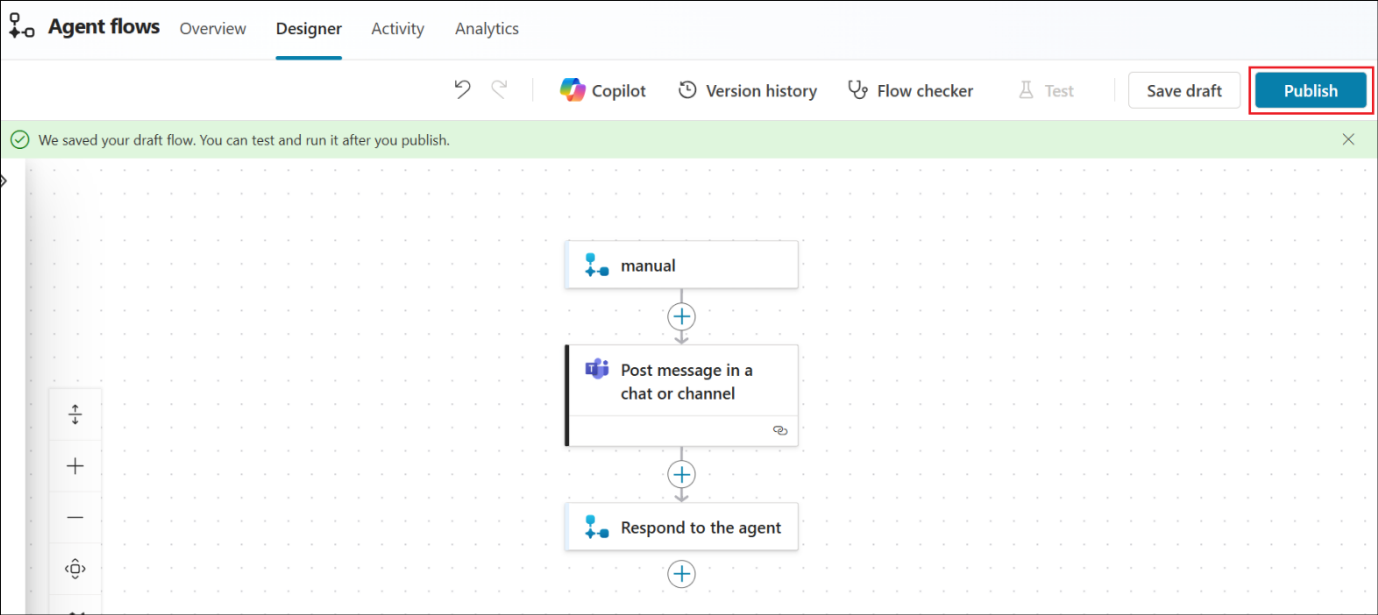 Agent flows Overview Designer Activity Analytics
Copilot Version history Flow checker Test Save draft Publish
We saved your draft flow. You can test and run it after you publish.
manual
Post message in a
chat or channel
Respond to the agent